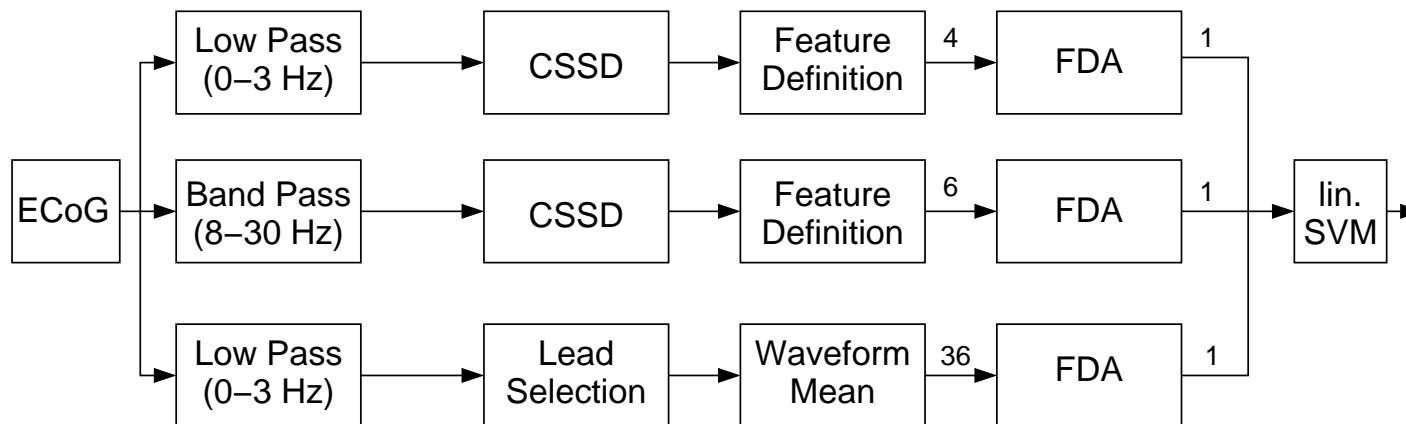 Low Pass
(0–3 Hz)
CSSD
Feature
Definition
4
FDA
1
ECoG
Band Pass
(8–30 Hz)
CSSD
Feature
Definition
6
FDA
1
lin.
SVM
Low Pass
(0–3 Hz)
Lead
Selection
Waveform
Mean
36
FDA
1